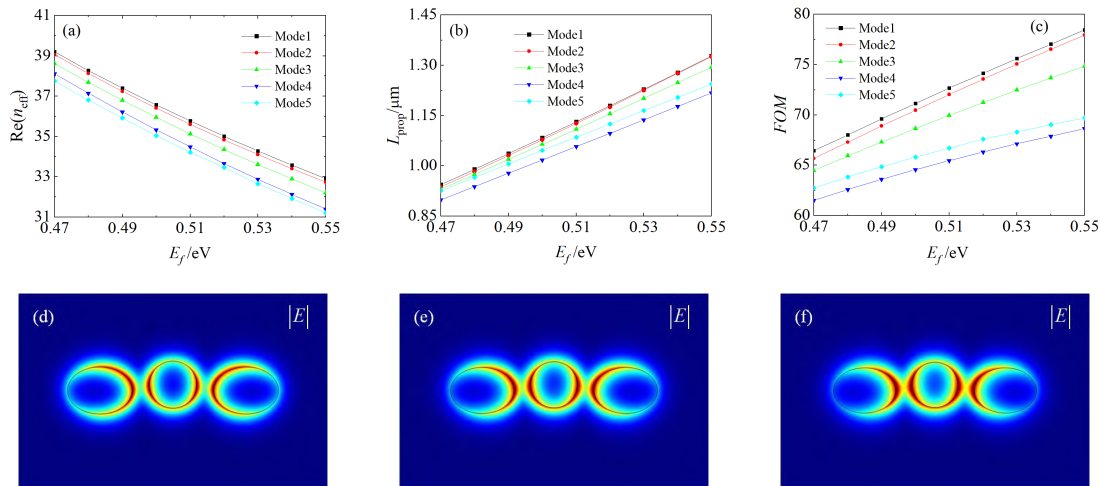 (a)
41
39
37
35
33
31
Re(n_eff)
Mode1
Mode2
Mode3
Mode4
Mode5
0.47 0.49 0.51 0.53 0.55
E_f /eV
(b)
1.45
1.30
1.15
1.00
0.85
L_prop/μm
Mode1
Mode2
Mode3
Mode4
Mode5
0.47 0.49 0.51 0.53 0.55
E_f /eV
(c)
80
75
70
65
60
FOM
Mode1
Mode2
Mode3
Mode4
Mode5
0.47 0.49 0.51 0.53 0.55
E_f /eV
(d) |E|
(e) |E|
(f) |E|